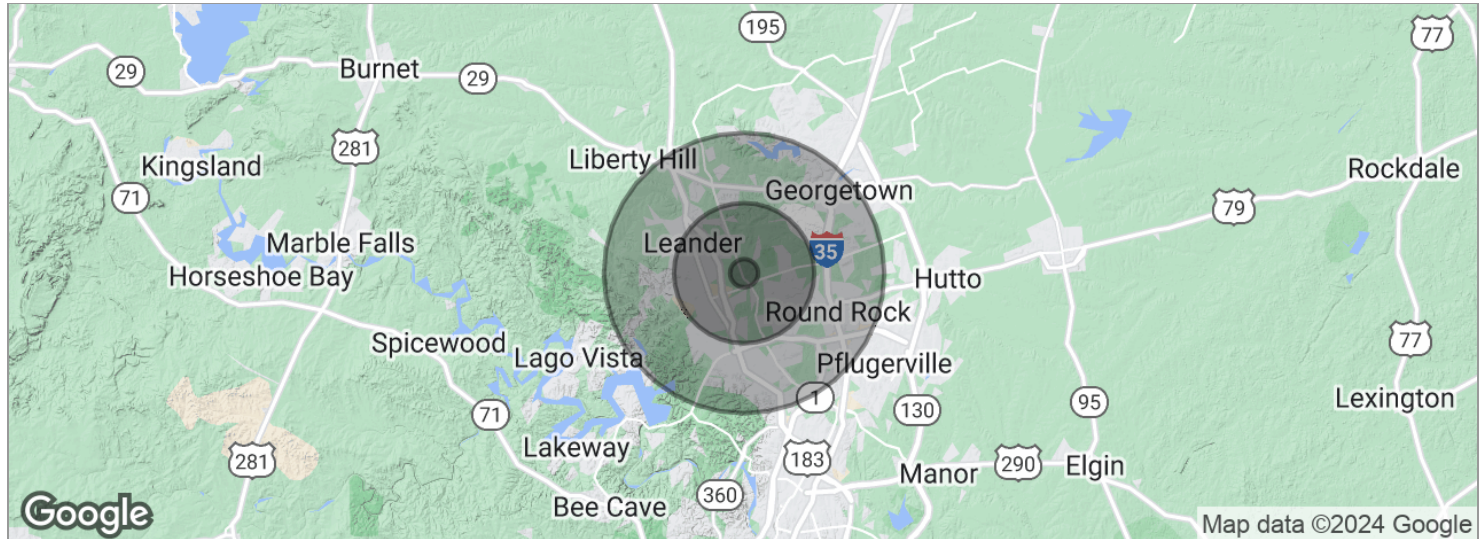 195
77
29
Burnet
29
281
Liberty Hill
Kingsland
Rockdale
71
Georgetown
79
Leander
35
Marble Falls
Horseshoe Bay
Hutto
Round Rock
77
Spicewood
Lago Vista
Pflugerville
1
130
95
Lexington
71
Lakeway
281
183
Manor
290
Elgin
360
Bee Cave
Google
Map data ©2024 Google